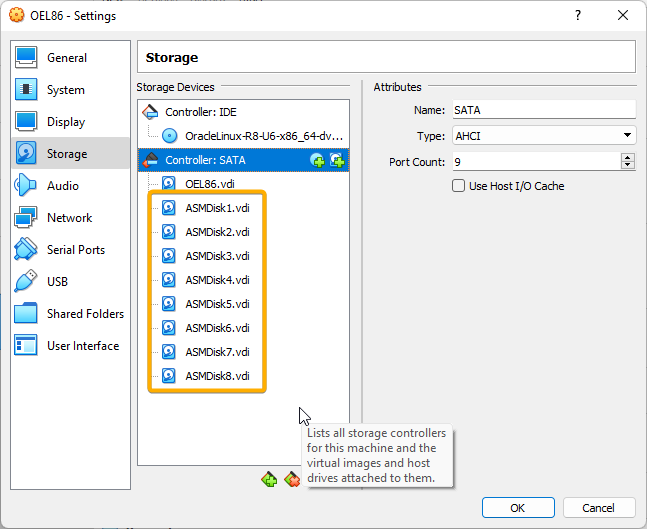 OEL86 - Settings
?
General
System
Display
Storage
Audio
Network
Serial Ports
USB
Shared Folders
User Interface
Storage
Storage Devices
Controller: IDE
OracleLinux-R8-U6-x86_64-dv...
Controller: SATA
OEL86.vdi
ASMDisk1.vdi
ASMDisk2.vdi
ASMDisk3.vdi
ASMDisk4.vdi
ASMDisk5.vdi
ASMDisk6.vdi
ASMDisk7.vdi
ASMDisk8.vdi
Attributes
Name: SATA
Type: AHCI
Port Count: 9
Use Host I/O Cache
Lists all storage controllers
for this machine and the
virtual images and host
drives attached to them.
OK
Cancel